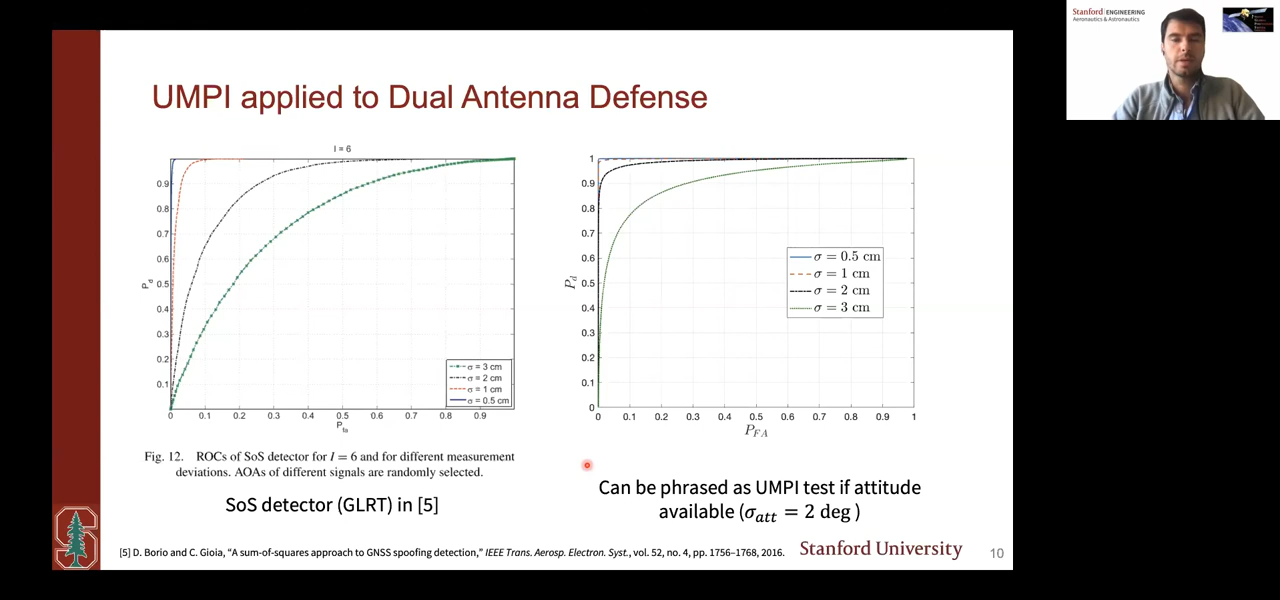 Stanford | ENGINEERING
Aeronautics & Astronautics
UMPI applied to Dual Antenna Defense
I = 6
0.9
0.8
0.7
0.6
0.5
0.4
0.3
0.2
0.1
P_d
0 0.1 0.2 0.3 0.4 0.5 0.6 0.7 0.8 0.9
P_fa
σ = 3 cm
σ = 2 cm
σ = 1 cm
σ = 0.5 cm
Fig. 12. ROCs of SoS detector for I = 6 and for different measurement
deviations. AOAs of different signals are randomly selected.
SoS detector (GLRT) in [5]
1
0.9
0.8
0.7
0.6
0.5
0.4
0.3
0.2
0.1
0
P_d
0 0.1 0.2 0.3 0.4 0.5 0.6 0.7 0.8 0.9 1
P_FA
σ = 0.5 cm
σ = 1 cm
σ = 2 cm
σ = 3 cm
Can be phrased as UMPI test if attitude
available (σ_att = 2 deg )
[5] D. Borio and C. Gioia, “A sum-of-squares approach to GNSS spoofing detection,” IEEE Trans. Aerosp. Electron. Syst., vol. 52, no. 4, pp. 1756–1768, 2016.
Stanford University
10